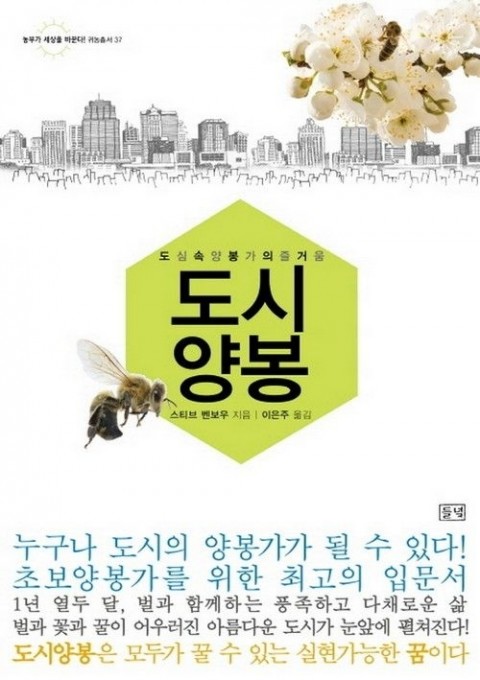 농부가 세상을 바꾼다! 귀농총서 37
도심속양봉가의즐거움
도시
양봉
스티브 벤보우 지음 | 이은주 옮김
들녘
누구나 도시의 양봉가가 될 수 있다!
초보양봉가를 위한 최고의 입문서
1년 열두 달, 벌과 함께하는 풍족하고 다채로운 삶
벌과 꽃과 꿀이 어우러진 아름다운 도시가 눈앞에 펼쳐진다!
도시양봉은 모두가 꿀 수 있는 실현가능한 꿈이다